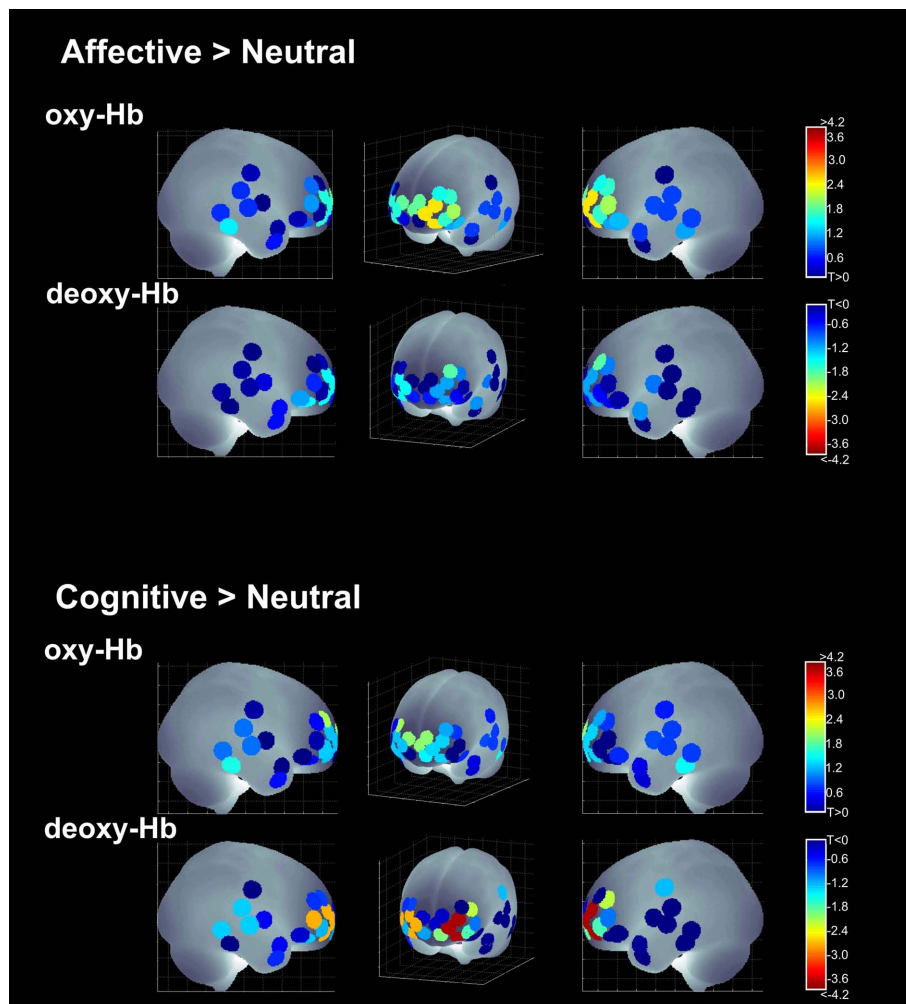 Affective > Neutral
oxy-Hb
>4.2
3.6
3.0
2.4
1.8
1.2
0.6
T>0
deoxy-Hb
T<0
-0.6
-1.2
-1.8
-2.4
-3.0
-3.6
<-4.2
Cognitive > Neutral
oxy-Hb
>4.2
3.6
3.0
2.4
1.8
1.2
0.6
T>0
deoxy-Hb
T<0
-0.6
-1.2
-1.8
-2.4
-3.0
-3.6
<-4.2